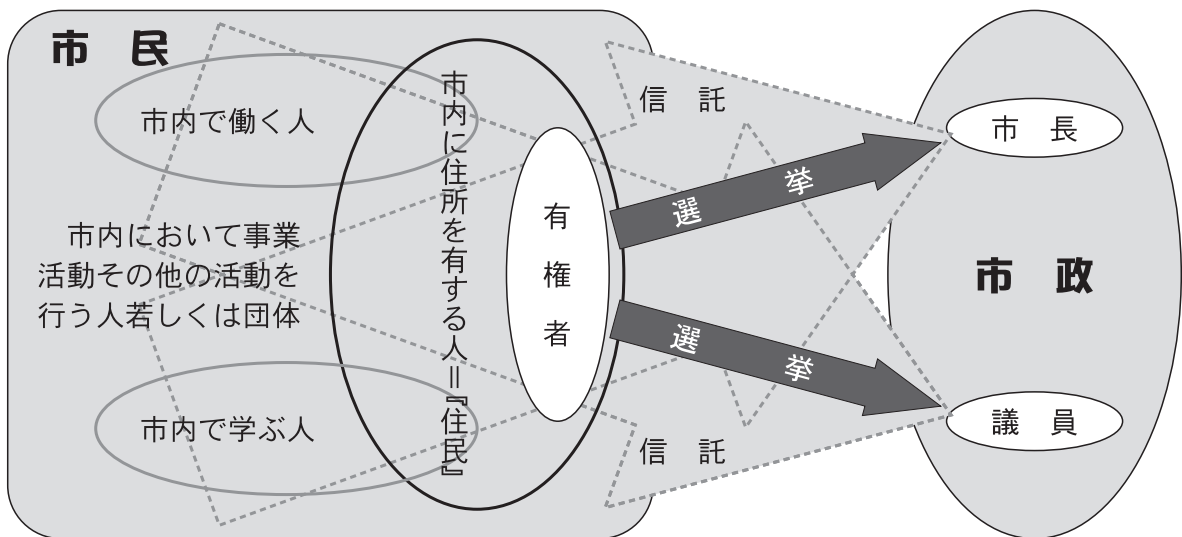 市 民
市内で働く人
市内において事業
活動その他の活動を
行う人若しくは団体
市内で学ぶ人
市内に住所を有する人＝『住民』
有権者
信 託
選 挙
選 挙
信 託
市 長
市 政
議 員